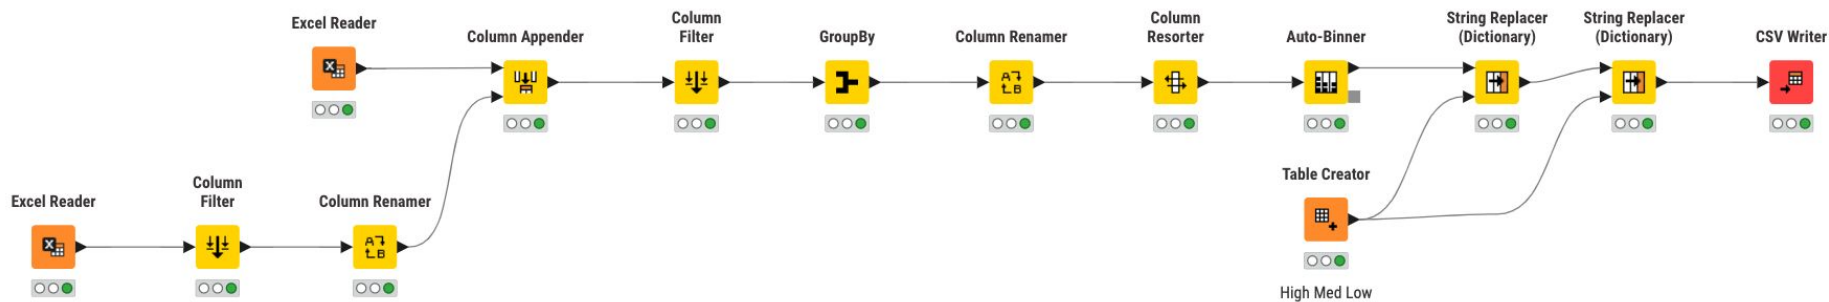 Excel Reader
Column Appender
Column
Filter
GroupBy
Column Renamer
Column
Resorter
Auto-Binner
String Replacer
(Dictionary)
String Replacer
(Dictionary)
CSV Writer
Excel Reader
Column
Filter
Column Renamer
Table Creator
High Med Low